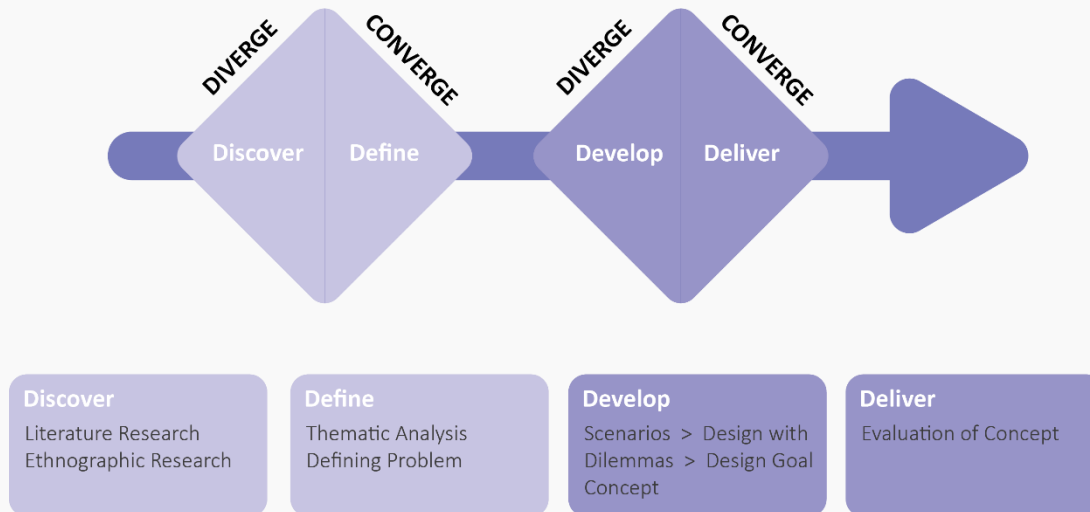 DIVERGE
CONVERGE
DIVERGE
CONVERGE
Discover
Define
Develop
Deliver
Discover
Literature Research
Ethnographic Research
Define
Thematic Analysis
Defining Problem
Develop
Scenarios > Design with
Dilemmas > Design Goal
Concept
Deliver
Evaluation of Concept